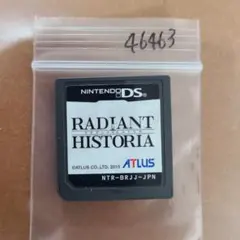 46463
NINTENDO DS
RADIANT
HISTORIA
©ATLUS CO.,LTD. 2010
ATLUS
NTR-BRJJ-JPN